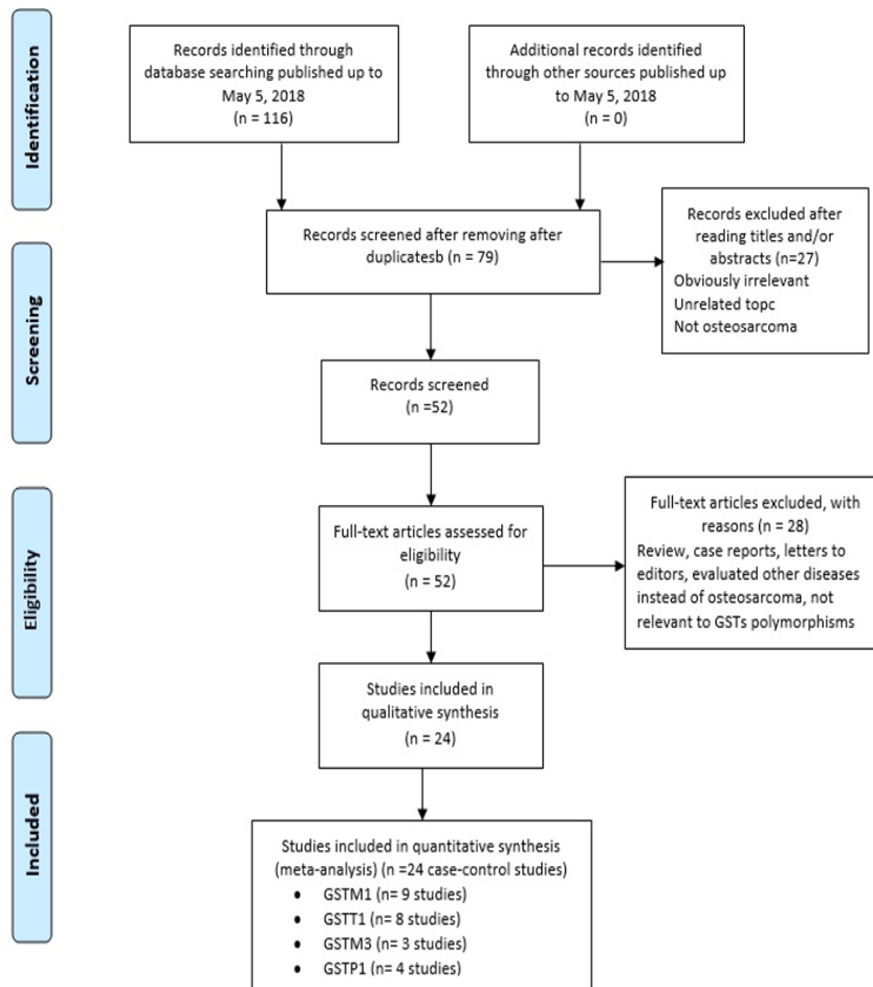 Identification
Records identified through
database searching published up to
May 5, 2018
(n = 116)
Additional records identified
through other sources published up
to May 5, 2018
(n = 0)
Records screened after removing after
duplicatesb (n = 79)
Records excluded after
reading titles and/or
abstracts (n=27)
Obviously irrelevant
Unrelated topc
Not osteosarcoma
Screening
Records screened
(n =52)
Eligibility
Full-text articles assessed for
eligibility
(n = 52)
Full-text articles excluded, with
reasons (n = 28)
Review, case reports, letters to
editors, evaluated other diseases
instead of osteosarcoma, not
relevant to GSTs polymorphisms
Studies included in
qualitative synthesis
(n = 24)
Included
Studies included in quantitative synthesis
(meta-analysis) (n =24 case-control studies)
• GSTM1 (n= 9 studies)
• GSTT1 (n= 8 studies)
• GSTM3 (n= 3 studies)
• GSTP1 (n= 4 studies)